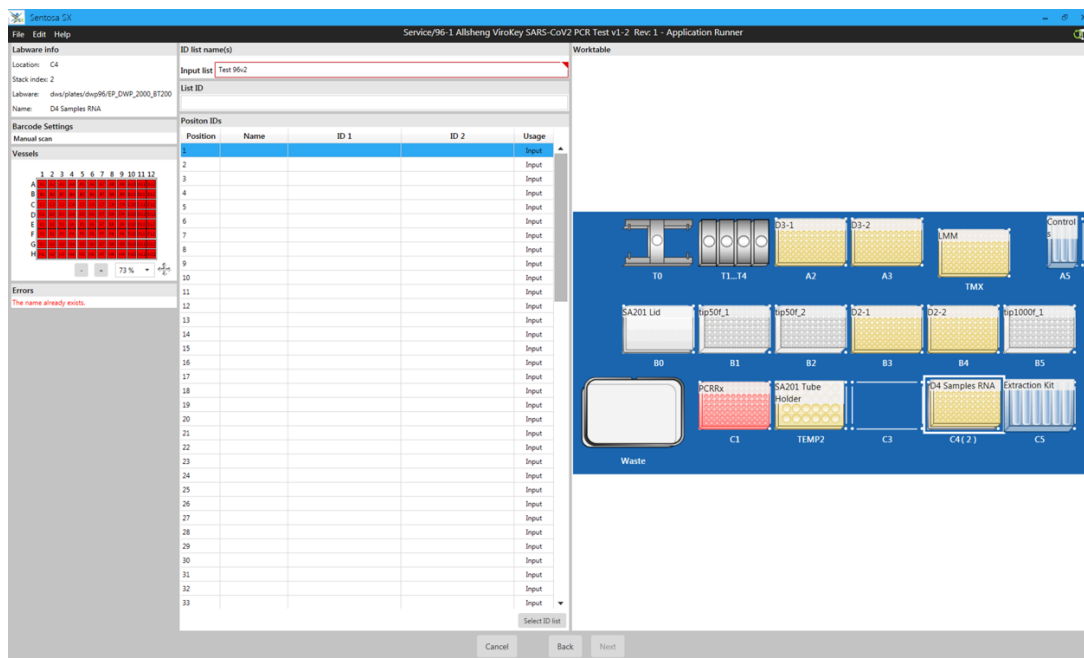 Sentosa SX
File Edit Help
Service/96-1 Allsheng ViroKey SARS-CoV2 PCR Test v1-2 Rev: 1 - Application Runner
Labware info
Location: C4
Stack index: 2
Labware: dws/plates/dwp96/EP_DWP_2000_BT200
Name: D4 Samples RNA
Barcode Settings
Manual scan
Vessels
1 2 3 4 5 6 7 8 9 10 11 12
A
B
C
D
E
F
G
H
- + 73 %
Errors
The name already exists.
ID list name(s)
Input list Test 96v2
List ID
Positon IDs
Position Name ID 1 ID 2 Usage
1 Input
2 Input
3 Input
4 Input
5 Input
6 Input
7 Input
8 Input
9 Input
10 Input
11 Input
12 Input
13 Input
14 Input
15 Input
16 Input
17 Input
18 Input
19 Input
20 Input
21 Input
22 Input
23 Input
24 Input
25 Input
26 Input
27 Input
28 Input
29 Input
30 Input
31 Input
32 Input
33 Input
Select ID list
Worktable
D3-1 D3-2 LMM Controls
T0 T1...T4 A2 A3 TMX A5
SA201 Lid tip50f_1 tip50f_2 D2-1 D2-2 tip1000f_1
B0 B1 B2 B3 B4 B5
PCRRx SA201 Tube Holder D4 Samples RNA Extraction Kit
C1 TEMP2 C3 C4( 2 ) C5
Waste
Cancel Back Next